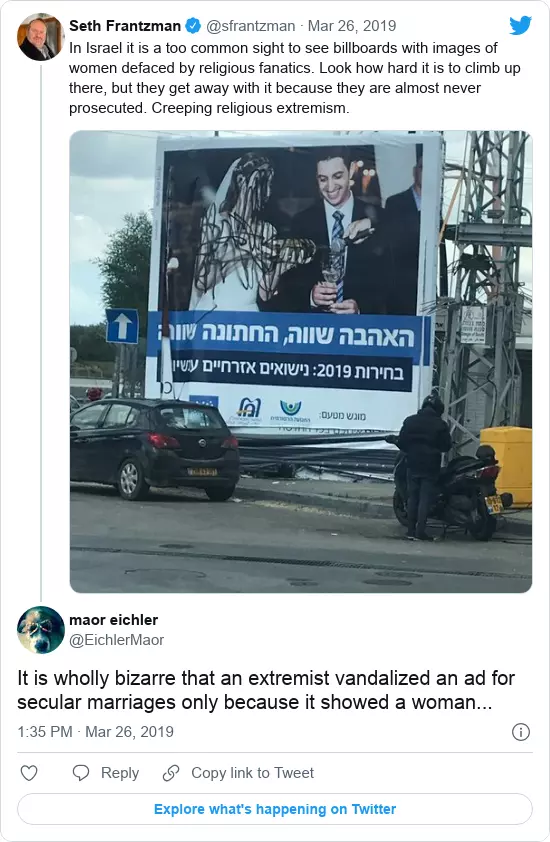 Seth Frantzman @sfrantzman · Mar 26, 2019
In Israel it is a too common sight to see billboards with images of
women defaced by religious fanatics. Look how hard it is to climb up
there, but they get away with it because they are almost never
prosecuted. Creeping religious extremism.
האהבה שווה, החתונה שווה
בחירות 2019: נישואים אזרחיים עכשיו
מוגש מטעם:
maor eichler
@EichlerMaor
It is wholly bizarre that an extremist vandalized an ad for
secular marriages only because it showed a woman...
1:35 PM · Mar 26, 2019
Reply
Copy link to Tweet
Explore what's happening on Twitter